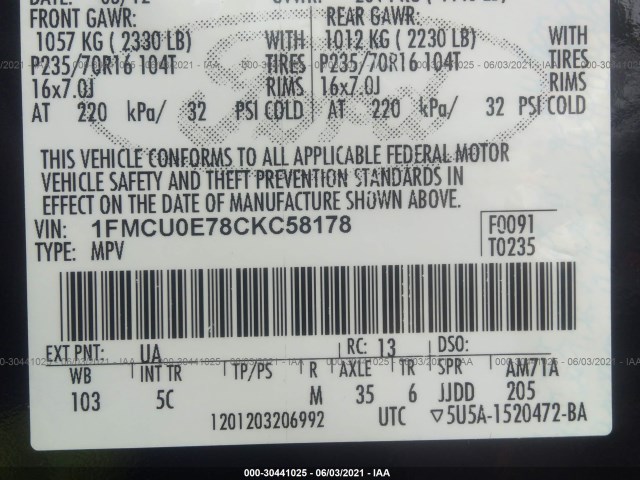 FRONT GAWR: REAR GAWR:
1057 KG ( 2330 LB) WITH 1012 KG ( 2230 LB) WITH
P235/70R16 104T TIRES P235/70R16 104T TIRES
16x7.0J RIMS 16x7.0J RIMS
AT 220 kPa/ 32 PSI COLD AT 220 kPa/ 32 PSI COLD
THIS VEHICLE CONFORMS TO ALL APPLICABLE FEDERAL MOTOR
VEHICLE SAFETY AND THEFT PREVENTION STANDARDS IN
EFFECT ON THE DATE OF MANUFACTURE SHOWN ABOVE.
VIN: 1FMCU0E78CKC58178 F0091
TYPE: MPV T0235
EXT PNT: UA RC: 13 DSO:
WB INT TR TP/PS R AXLE TR SPR AM71A
103 5C M 35 6 JJDD 205
1201203206992 UTC ▽5U5A-1520472-BA
000-30441025 - 06/03/2021 - IAA